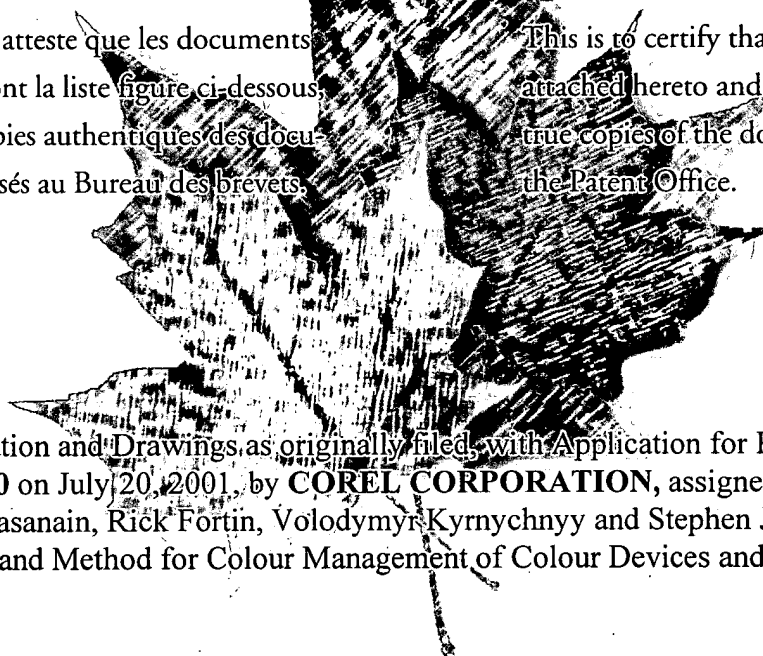 atteste que les documents
nt la liste figure ci-dessous,
pies authentiques des docu-
sés au Bureau des brevets.
This is to certify tha
attached hereto and
true copies of the do
the Patent Office.
tion and Drawings as originally filed, with Application for
0 on July 20, 2001, by COREL CORPORATION, assigne
asanain, Rick Fortin, Volodymyr Kyrnychnyy and Stephen
and Method for Colour Management of Colour Devices and